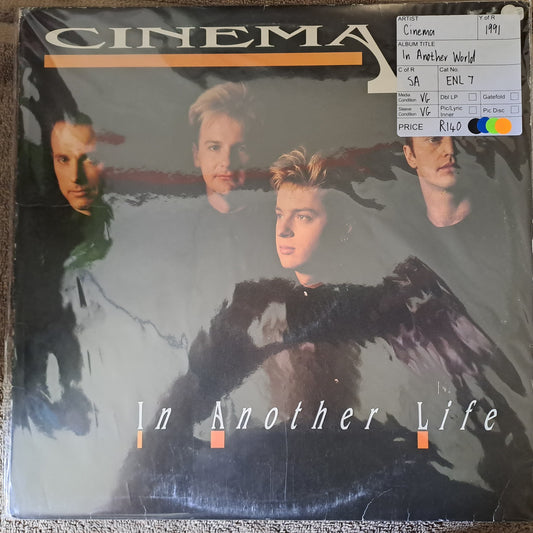 CINEMA
ARTIST
Y of R
Cinema
1991
ALBUM TITLE
In Another World
C of R
Cat No.
SA
ENL 7
Media Condition VG
Dbl LP
Gatefold
Sleeve Condition VG
Pic/Lyric Inner
Pic Disc
PRICE R140
In Another Life